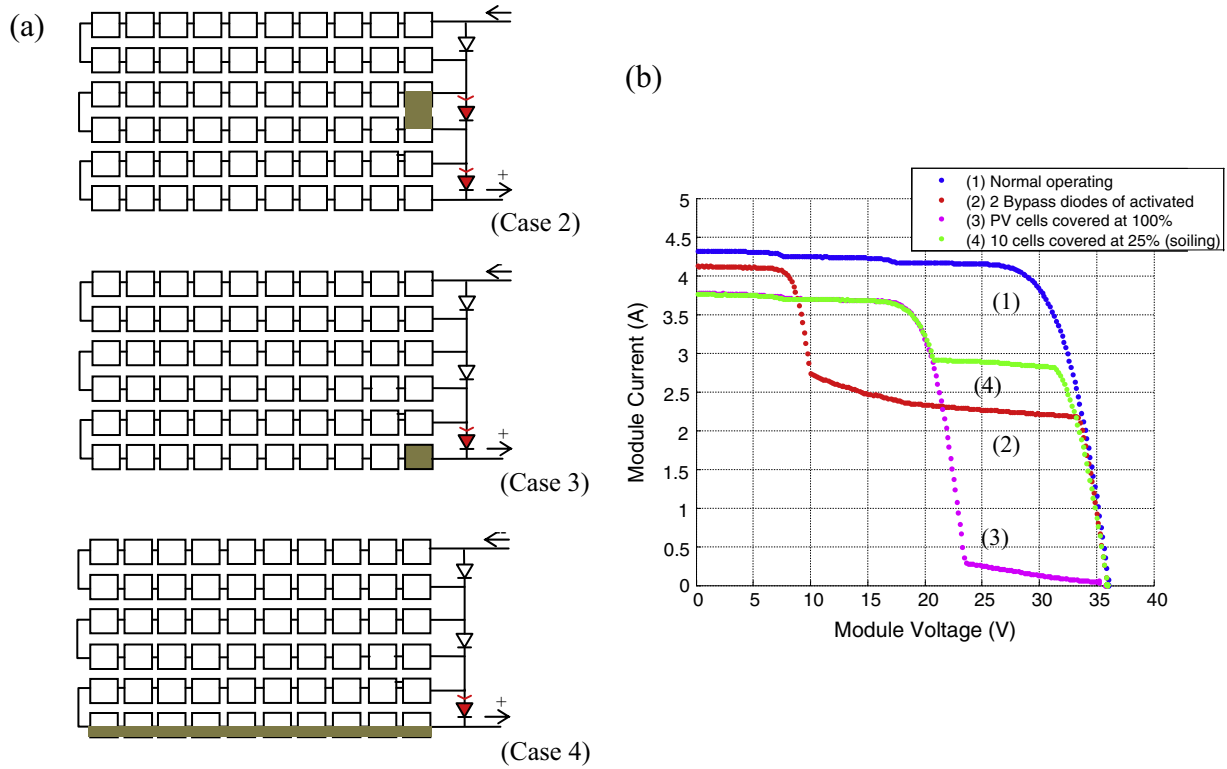 (a)
+
(Case 2)
+
(Case 3)
+
(Case 4)
(b)
(1) Normal operating
(2) 2 Bypass diodes of activated
(3) PV cells covered at 100%
(4) 10 cells covered at 25% (soiling)
5
4.5
4
3.5
3
2.5
2
1.5
1
0.5
0
Module Current (A)
(1)
(4)
(2)
(3)
0 5 10 15 20 25 30 35 40
Module Voltage (V)